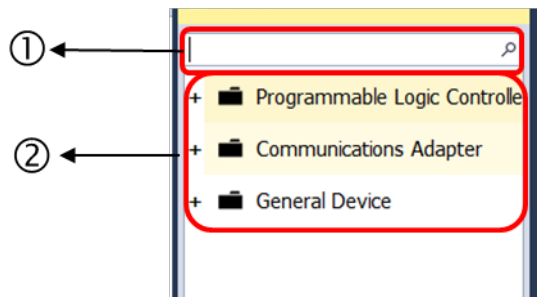 ①
+ Programmable Logic Controlle
②
+ Communications Adapter
+ General Device